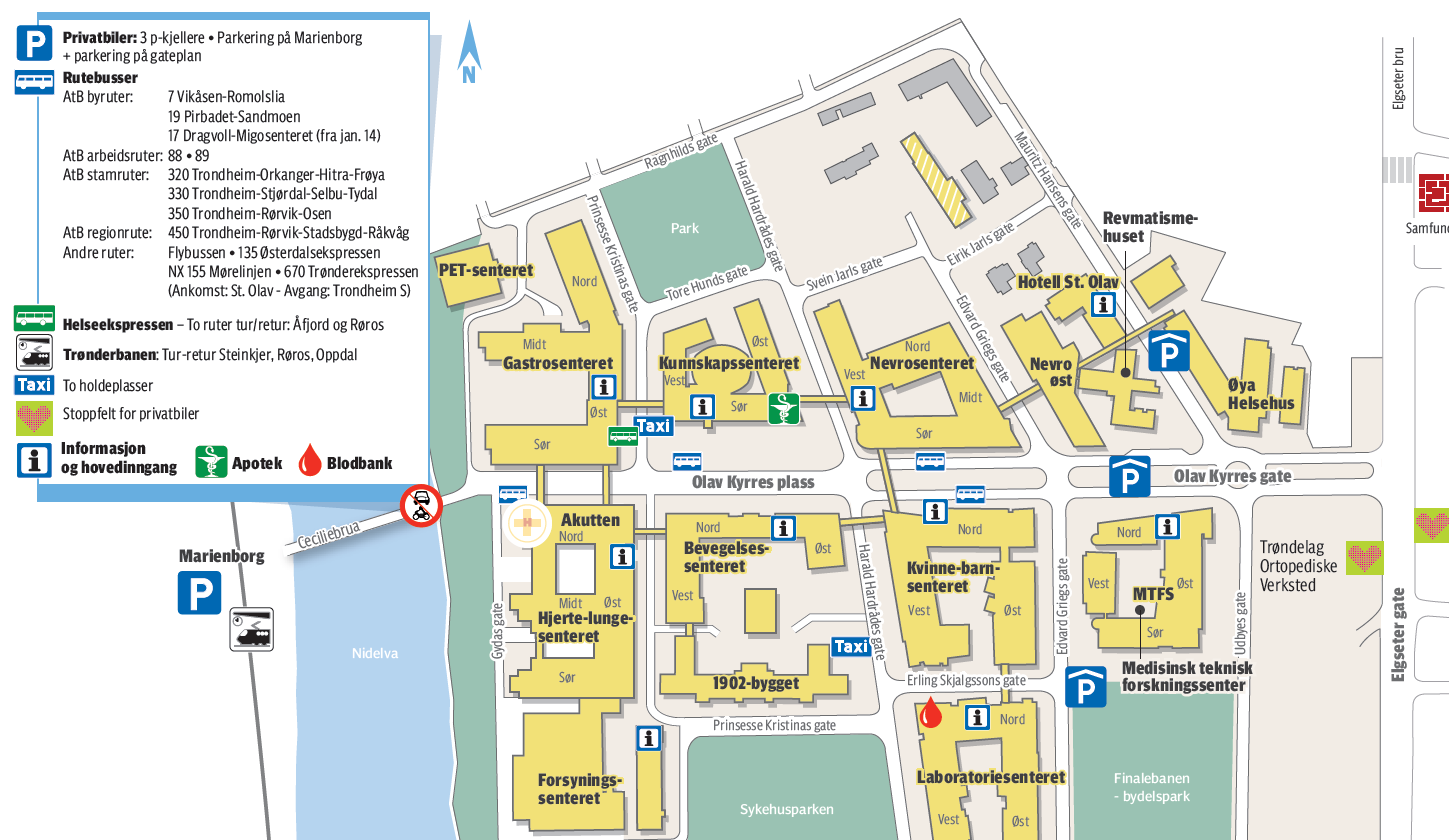 P
Privatbiler: 3 p-kjellere • Parkering på Marienborg
+ parkering på gateplan
Rutebusser
AtB byruter: 7 Vikåsen-Romolslia
19 Pirbadet-Sandmoen
17 Dragvoll-Migosenteret (fra jan. 14)
AtB arbeidsruter: 88 • 89
AtB stamruter: 320 Trondheim-Orkanger-Hitra-Frøya
330 Trondheim-Stjørdal-Selbu-Tydal
350 Trondheim-Rørvik-Osen
AtB regionrute: 450 Trondheim-Rørvik-Stadsbygd-Råkvåg
Andre ruter: Flybussen • 135 Østerdalsekspressen
NX 155 Mørelinjen • 670 Trønderekspressen
(Ankomst: St. Olav - Avgang: Trondheim S)
Helseekspressen – To ruter tur/retur: Åfjord og Røros
Trønderbanen: Tur-retur Steinkjer, Røros, Oppdal
Taxi To holdeplasser
Stoppfelt for privatbiler
i Informasjon
og hovedinngang
Apotek
Blodbank
N
Elgseter bru
Samfund
Ragnhilds gate
Harald Hardrådes gate
Mauritz Hansens gate
Prinsesse Kristinas gate
Park
Tore Hunds gate
Svein Jarls gate
Eirik Jarls gate
Edvard Griegs gate
Revmatisme-
huset
PET-senteret
Nord
Hotell St. Olav
i
Midt
Gastrosenteret
i
Øst
Sør
Kunnskapssenteret
Øst
Vest
i
Sør
Taxi
Nord
Nevrosenteret
Vest
i
Midt
Sør
Nevro
øst
P
Øya
Helsehus
Olav Kyrres plass
P
Olav Kyrres gate
Ceciliebrua
Marienborg
P
Nidelva
Gydas gate
H
Akutten
Nord
i
Midt
Øst
Hjerte-lunge-
senteret
Sør
Nord
i
Bevegelses-
senteret
Øst
Vest
Harald Hardrådes gate
Taxi
1902-bygget
Prinsesse Kristinas gate
i
Nord
Kvinne-barn-
senteret
Vest
Øst
Erling Skjalgssons gate
Edvard Griegs gate
Nord
i
Vest
Øst
MTFS
Sør
Medisinsk teknisk
forskningssenter
Udbyes gate
Trøndelag
Ortopediske
Verksted
Elgseter gate
P
i
Nord
Laboratoriesenteret
Vest
Øst
Finalebanen
- bydelspark
Forsynings-
senteret
i
Sykehusparken